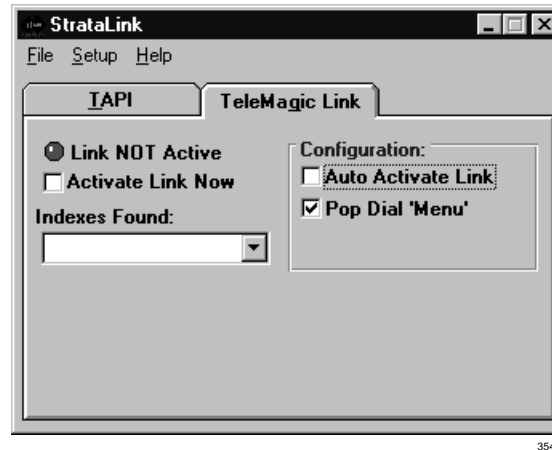 StrataLink
File Setup Help
TAPI TeleMagic Link
Link NOT Active
Activate Link Now
Indexes Found:
Configuration:
Auto Activate Link
Pop Dial 'Menu'
354